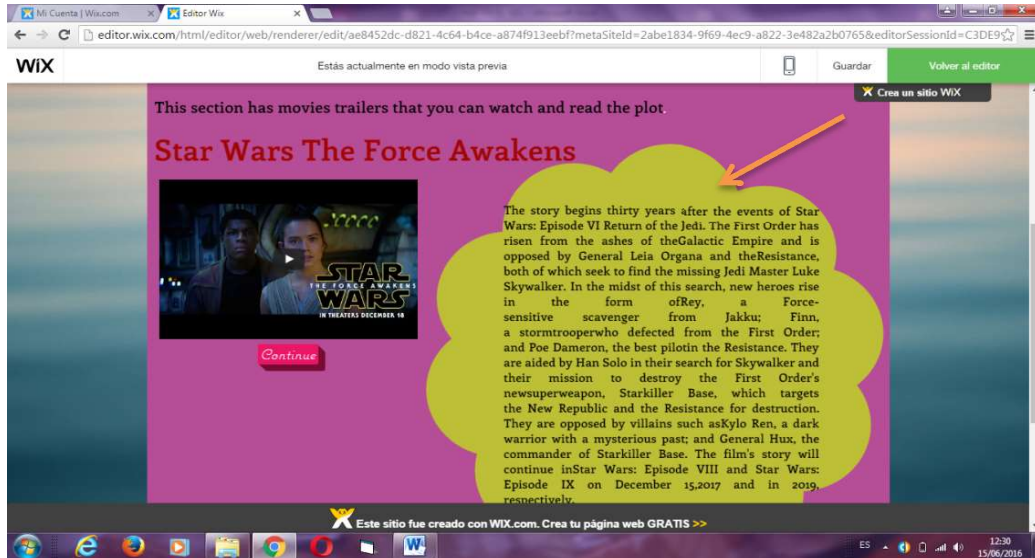 Mi Cuenta | Wix.com
Editor Wix
editor.wix.com/html/editor/web/renderer/edit/ae8452dc-d821-4c64-b4ce-a874f913eebf?metaSiteId=2abe1834-9f69-4ec9-a822-3e482a2b0765&editorSessionId=C3DE9
WiX
Estás actualmente en modo vista previa
Guardar
Volver al editor
Crea un sitio WiX
This section has movies trailers that you can watch and read the plot.
Star Wars The Force Awakens
STAR
THE FORCE AWAKENS
WARS
IN THEATERS DECEMBER 18
Continue
The story begins thirty years after the events of Star
Wars: Episode VI Return of the Jedi. The First Order has
risen from the ashes of theGalactic Empire and is
opposed by General Leia Organa and theResistance,
both of which seek to find the missing Jedi Master Luke
Skywalker. In the midst of this search, new heroes rise
in the form ofRey, a Force-
sensitive scavenger from Jakku; Finn,
a stormtrooperwho defected from the First Order;
and Poe Dameron, the best pilotin the Resistance. They
are aided by Han Solo in their search for Skywalker and
their mission to destroy the First Order's
newsuperweapon, Starkiller Base, which targets
the New Republic and the Resistance for destruction.
They are opposed by villains such asKylo Ren, a dark
warrior with a mysterious past; and General Hux, the
commander of Starkiller Base. The film's story will
continue inStar Wars: Episode VIII and Star Wars:
Episode IX on December 15,2017 and in 2019,
respectively.
Este sitio fue creado con WIX.com. Crea tu página web GRATIS >>
ES
12:30
15/06/2016